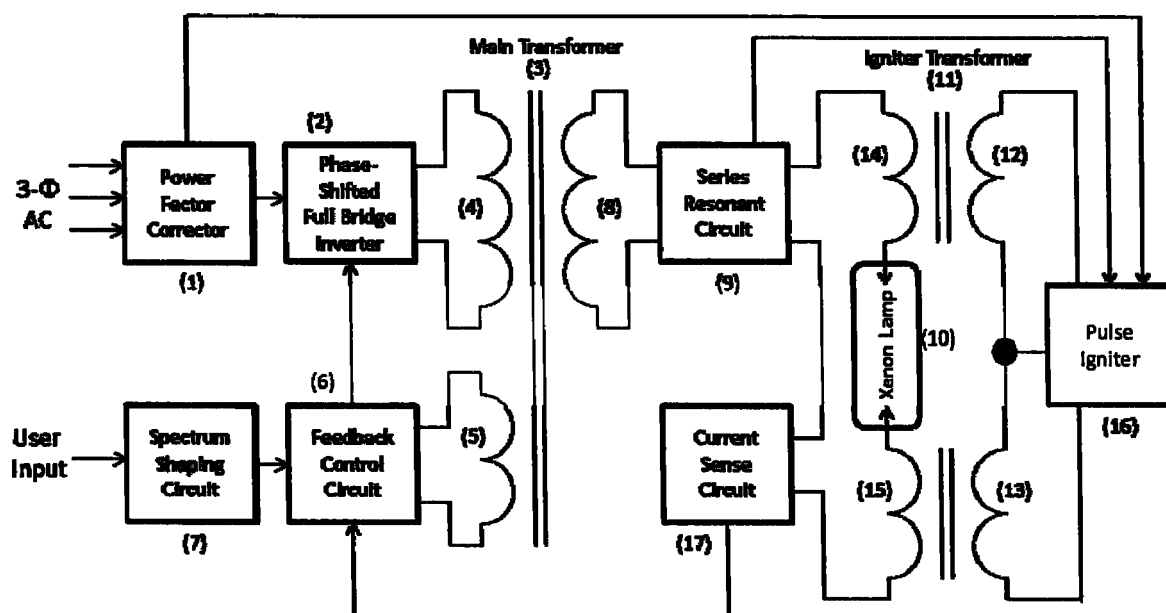 Main Transformer
{3}
Igniter Transformer
{11}
{2}
3-Φ
AC
Power
Factor
Corrector
{1}
Phase-
Shifted
Full Bridge
Inverter
{4}
{8}
Series
Resonant
Circuit
{9}
{14}
{12}
Xenon Lamp
(10)
Pulse
Igniter
{16}
User
Input
Spectrum
Shaping
Circuit
{7}
(6)
Feedback
Control
Circuit
{5}
Current
Sense
Circuit
{17}
{15}
{13}